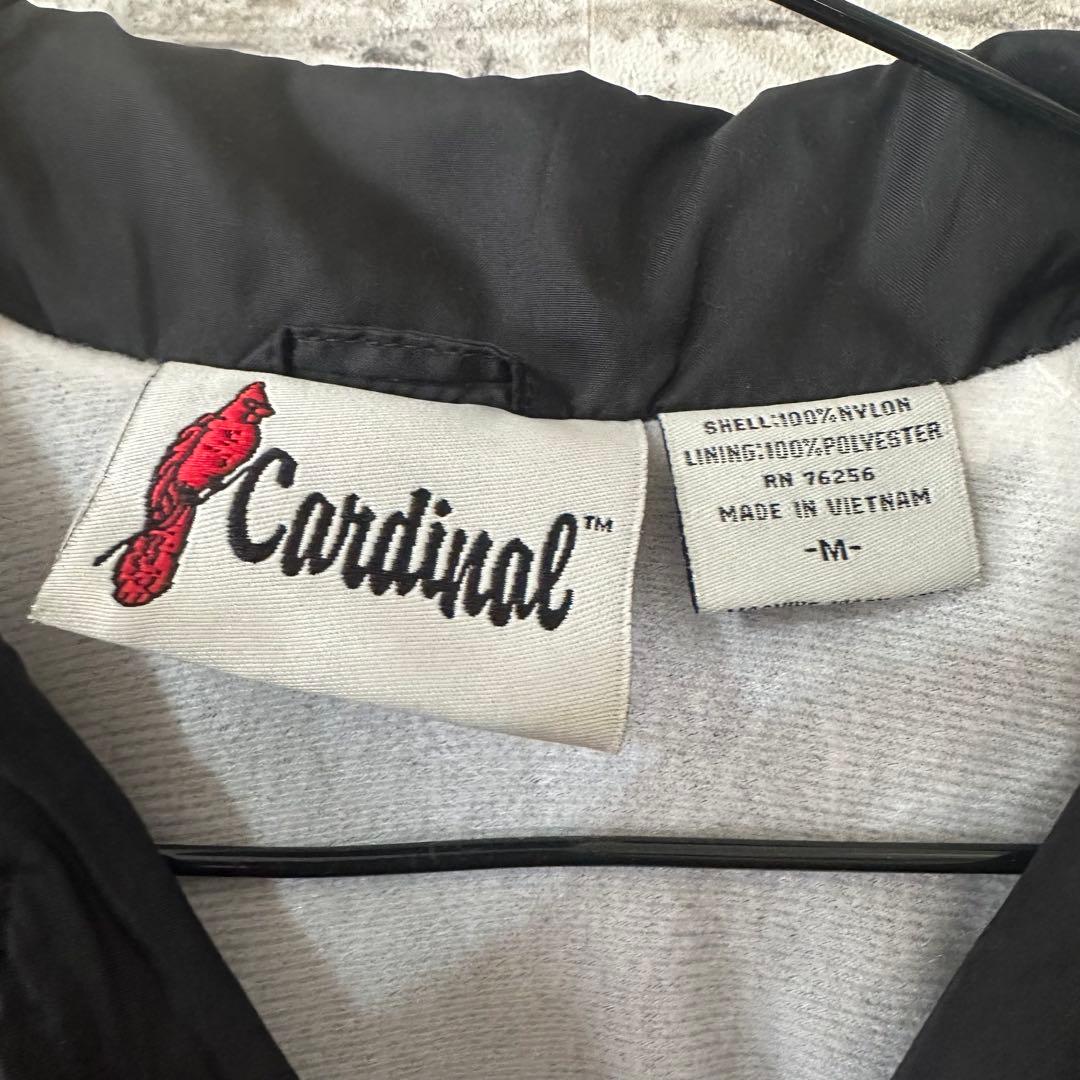 Cardinal™
SHELL:100%NYLON
LINING:100%POLYESTER
RN 76256
MADE IN VIETNAM
-M-